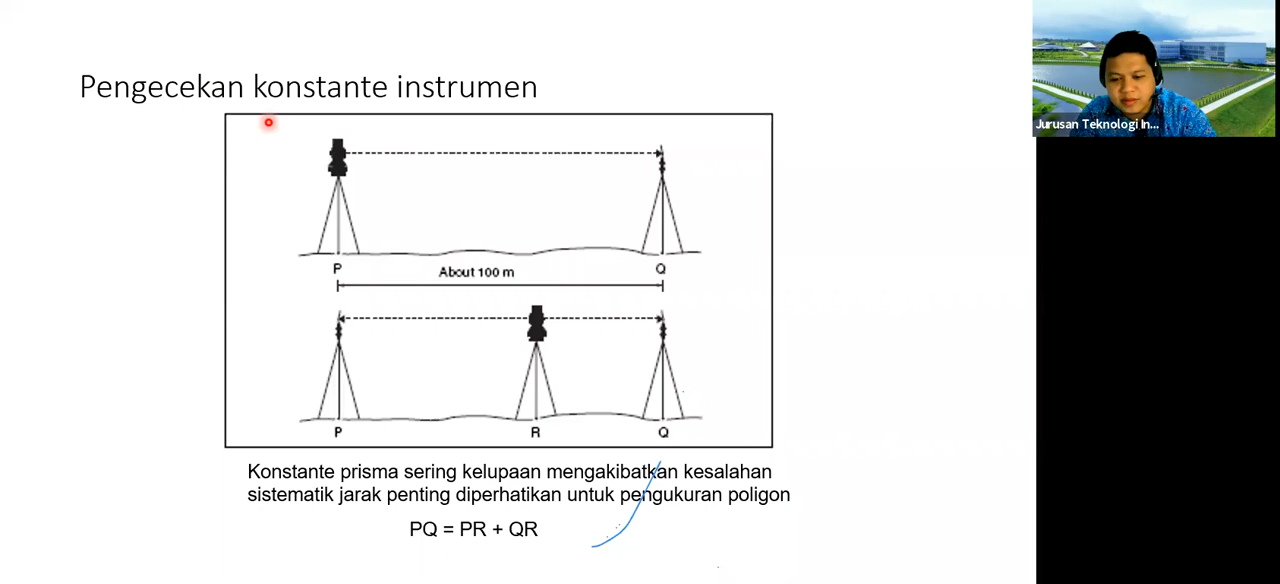 Pengecekan konstante instrumen
Jurusan Teknologi In...
P
About 100 m
Q
P
R
Q
Konstante prisma sering kelupaan mengakibatkan kesalahan
sistematik jarak penting diperhatikan untuk pengukuran poligon
PQ = PR + QR